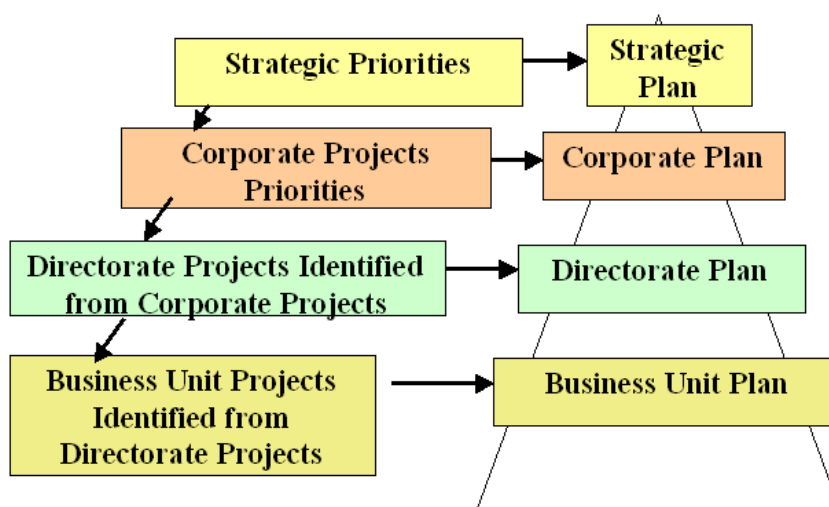 Strategic Priorities
Strategic
Plan
Corporate Projects
Priorities
Corporate Plan
Directorate Projects Identified
from Corporate Projects
Directorate Plan
Business Unit Projects
Identified from
Directorate Projects
Business Unit Plan